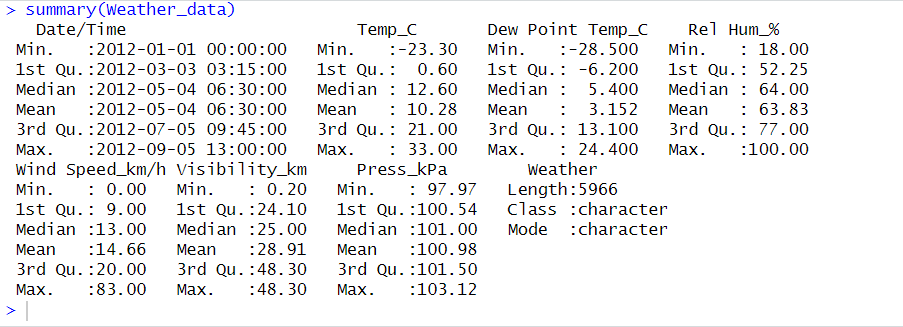 > summary(Weather_data)
Date/Time Temp_C Dew Point Temp_C Rel Hum_%
Min. :2012-01-01 00:00:00 Min. :-23.30 Min. :-28.500 Min. : 18.00
1st Qu.:2012-03-03 03:15:00 1st Qu.: 0.60 1st Qu.: -6.200 1st Qu.: 52.25
Median :2012-05-04 06:30:00 Median : 12.60 Median : 5.400 Median : 64.00
Mean :2012-05-04 06:30:00 Mean : 10.28 Mean : 3.152 Mean : 63.83
3rd Qu.:2012-07-05 09:45:00 3rd Qu.: 21.00 3rd Qu.: 13.100 3rd Qu.: 77.00
Max. :2012-09-05 13:00:00 Max. : 33.00 Max. : 24.400 Max. :100.00
Wind Speed_km/h Visibility_km Press_kPa Weather
Min. : 0.00 Min. : 0.20 Min. : 97.97 Length:5966
1st Qu.: 9.00 1st Qu.:24.10 1st Qu.:100.54 Class :character
Median :13.00 Median :25.00 Median :101.00 Mode :character
Mean :14.66 Mean :28.91 Mean :100.98
3rd Qu.:20.00 3rd Qu.:48.30 3rd Qu.:101.50
Max. :83.00 Max. :48.30 Max. :103.12
>